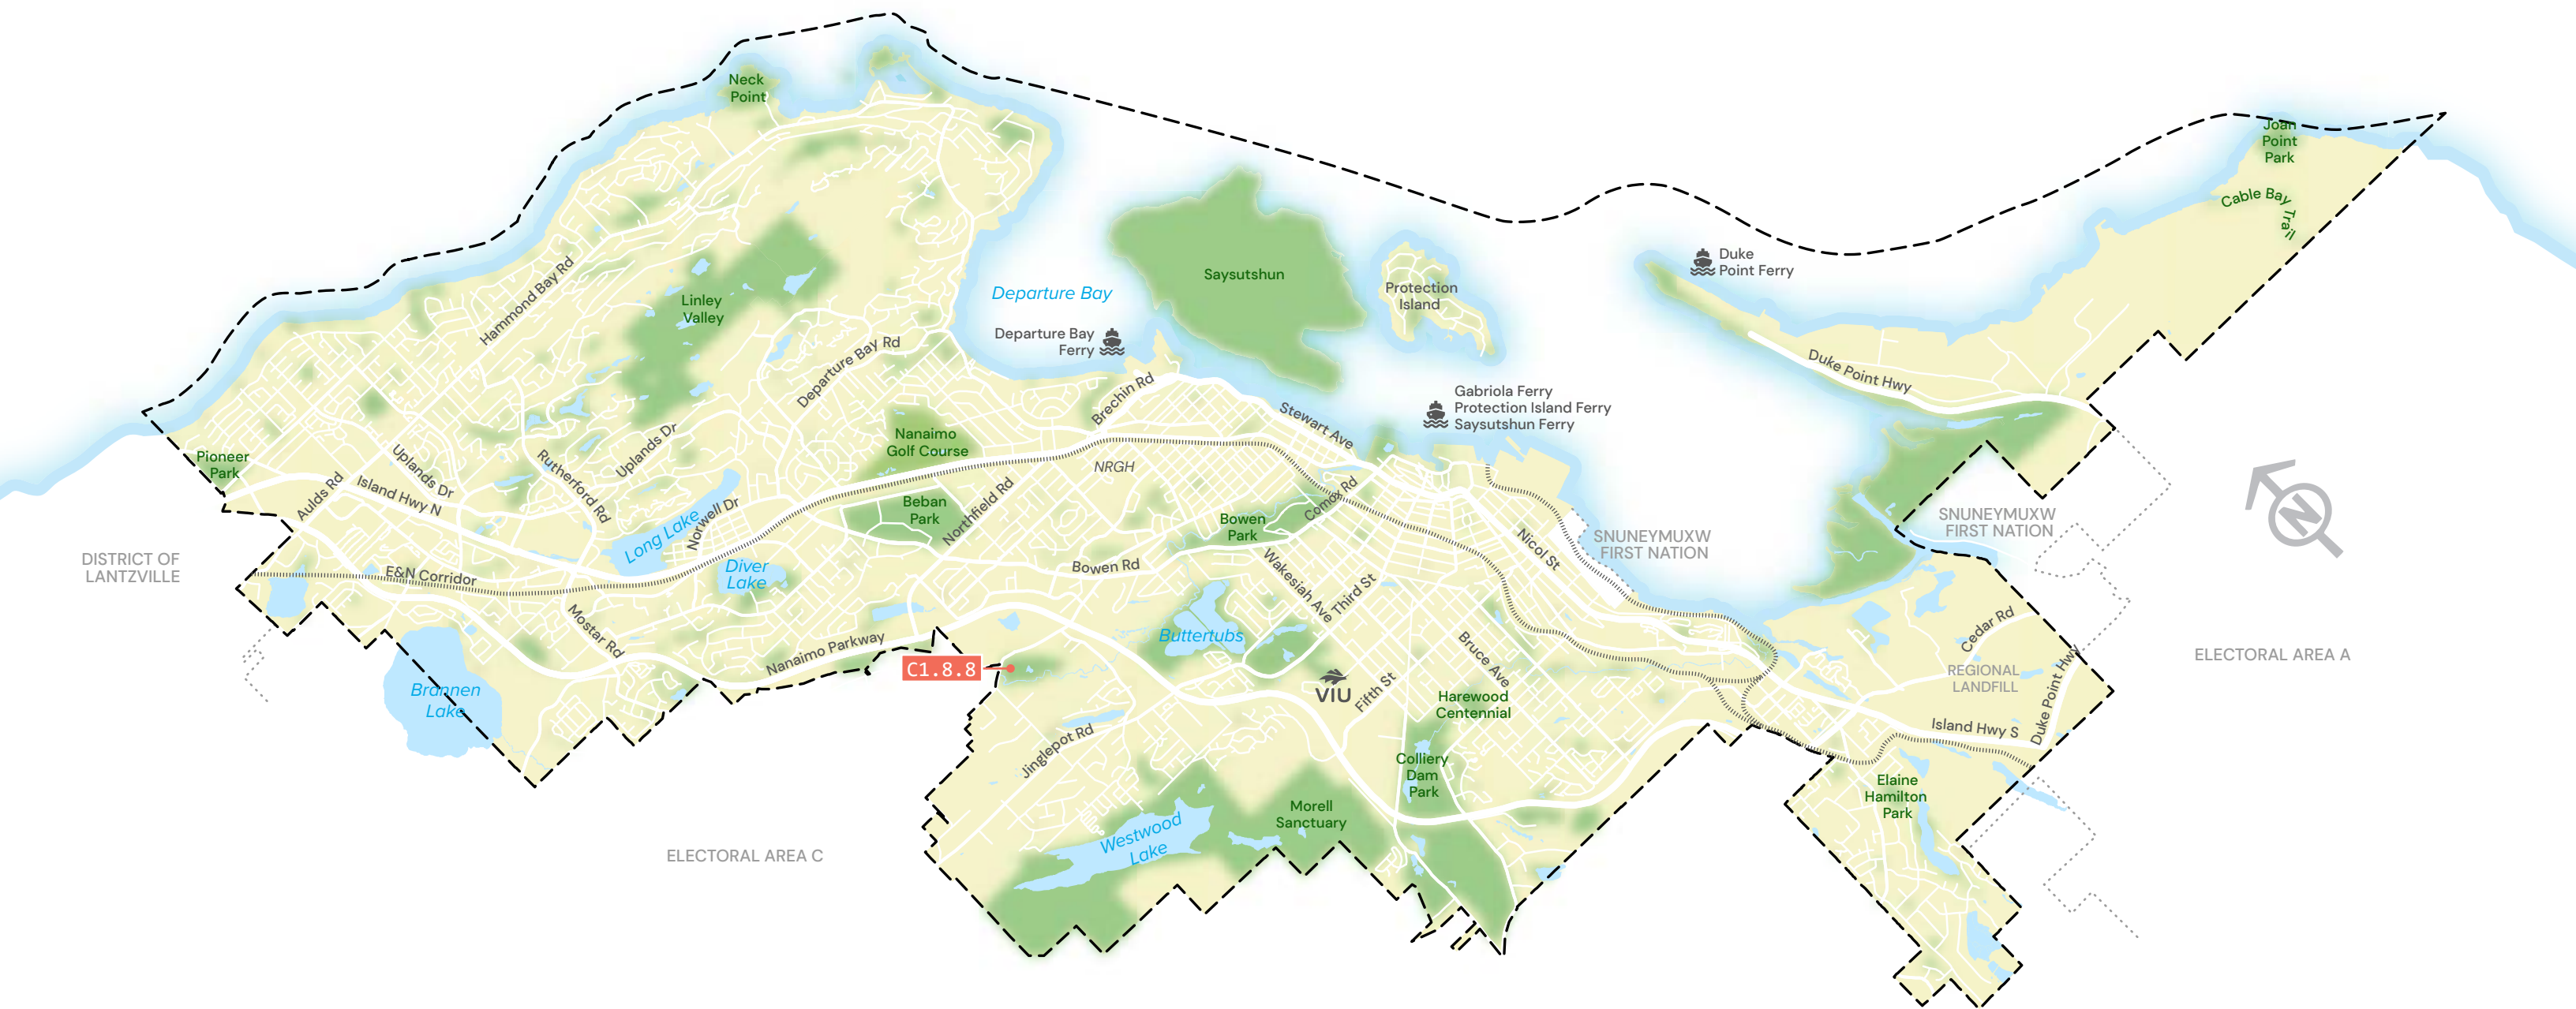 Neck
Point
Joan
Point
Park
Cable Bay Trail
Duke
Point Ferry
Saysutshun
Departure Bay
Protection
Island
Linley
Valley
Hammond Bay Rd
Departure Bay
Ferry
Departure Bay Rd
Duke Point Hwy
Brechin Rd
Gabriola Ferry
Protection Island Ferry
Saysutshun Ferry
Stewart Ave
Nanaimo
Golf Course
Pioneer
Park
Uplands Dr
Uplands Dr
Rutherford Rd
Aulds Rd
Island Hwy N
NRGH
Comox Rd
Beban
Park
Northfield Rd
Norwell Dr
Long Lake
Bowen
Park
Nicol St
SNUNEYMUXW
FIRST NATION
SNUNEYMUXW
FIRST NATION
N
DISTRICT OF
LANTZVILLE
E&N Corridor
Diver
Lake
Bowen Rd
Wakesiah Ave
Third St
Mostar Rd
Buttertubs
Nanaimo Parkway
C1.8.8
Cedar Rd
ELECTORAL AREA A
REGIONAL
LANDFILL
Duke Point Hwy
Bruce Ave
VIU
Fifth St
Harewood
Centennial
Brannen
Lake
Island Hwy S
Jinglepot Rd
Colliery
Dam
Park
Elaine
Hamilton
Park
Morell
Sanctuary
Westwood
Lake
ELECTORAL AREA C